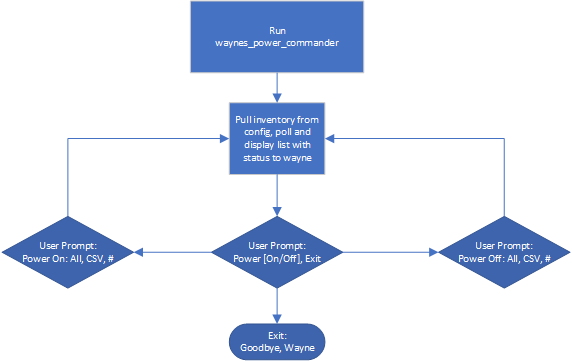 Run
waynes_power_commander
Pull inventory from
config, poll and
display list with
status to wayne
User Prompt:
Power On: All, CSV, #
User Prompt:
Power [On/Off], Exit
User Prompt:
Power Off: All, CSV, #
Exit:
Goodbye, Wayne